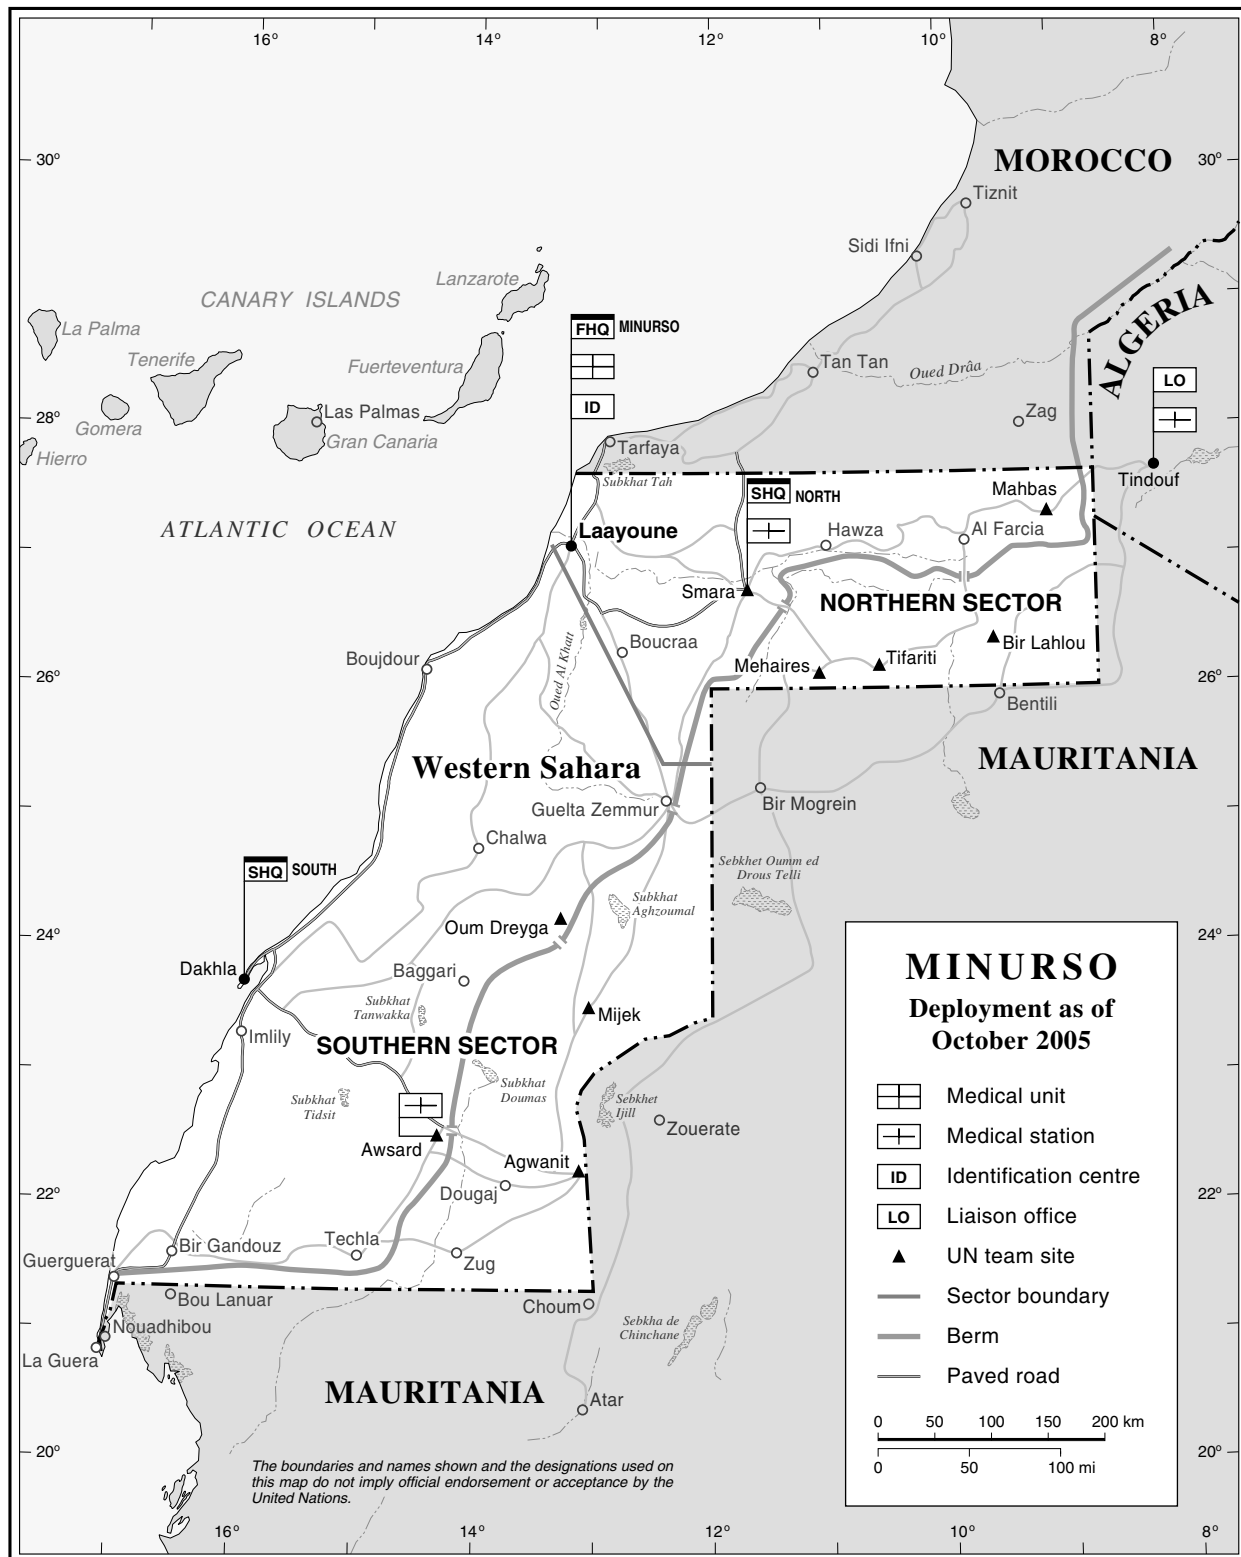 16°
14°
12°
10°
8°
30°
MOROCCO
30°
Tiznit
Sidi Ifni
Lanzarote
CANARY ISLANDS
La Palma
FHQ MINURSO
ALGERIA
Tenerife
Fuerteventura
Tan Tan
Oued Drâa
LO
ID
28°
Las Palmas
Zag
28°
Gomera
Gran Canaria
Tarfaya
Hierro
Subkhat Tah
Tindouf
SHQ NORTH
Mahbas
ATLANTIC OCEAN
Laayoune
Hawza
Al Farcia
Smara
NORTHERN SECTOR
Boucraa
Bir Lahlou
Boujdour
Oued Al Khatt
Mehaires
Tifariti
26°
26°
Bentili
Western Sahara
MAURITANIA
Guelta Zemmur
Bir Mogrein
Chalwa
SHQ SOUTH
Sebkhet Oumm ed
Drous Telli
Subkhat
Aghzoumal
Oum Dreyga
24°
24°
Dakhla
Baggari
Subkhat
Tanwakka
Mijek
Imlily
SOUTHERN SECTOR
Subkhat
Doumas
Subkhat
Tidsit
Sebkhet
Ijill
Zouerate
Awsard
Agwanit
22°
Dougaj
22°
Techla
Bir Gandouz
Guerguerat
Zug
Bou Lanuar
Choum
Nouadhibou
Sebkha de
Chinchane
La Guera
MAURITANIA
Atar
20°
20°
The boundaries and names shown and the designations used on
this map do not imply official endorsement or acceptance by the
United Nations.
MINURSO
Deployment as of
October 2005
Medical unit
Medical station
ID Identification centre
LO Liaison office
UN team site
Sector boundary
Berm
Paved road
0 50 100 150 200 km
0 50 100 mi
16°
14°
12°
10°
8°